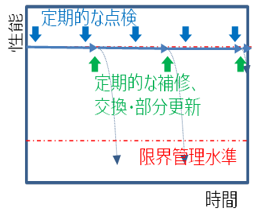 定期的な点検
性能
定期的な補修、
交換・部分更新
限界管理水準
時間